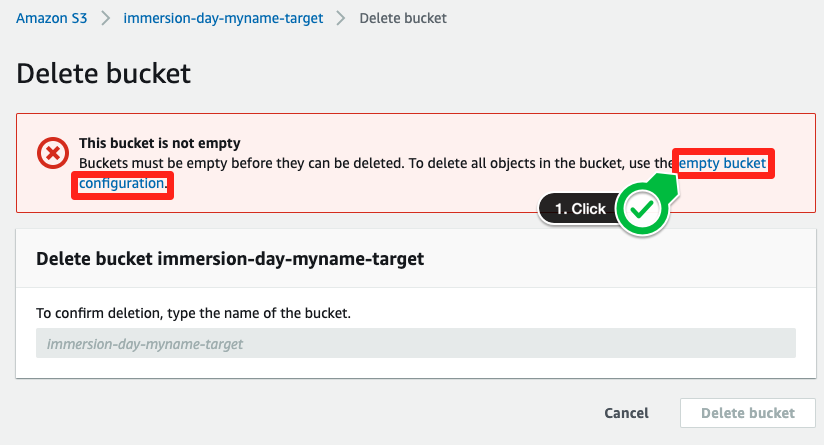 Amazon S3 > immersion-day-myname-target > Delete bucket
Delete bucket
This bucket is not empty
Buckets must be empty before they can be deleted. To delete all objects in the bucket, use the empty bucket
configuration.
1. Click
Delete bucket immersion-day-myname-target
To confirm deletion, type the name of the bucket.
immersion-day-myname-target
Cancel Delete bucket